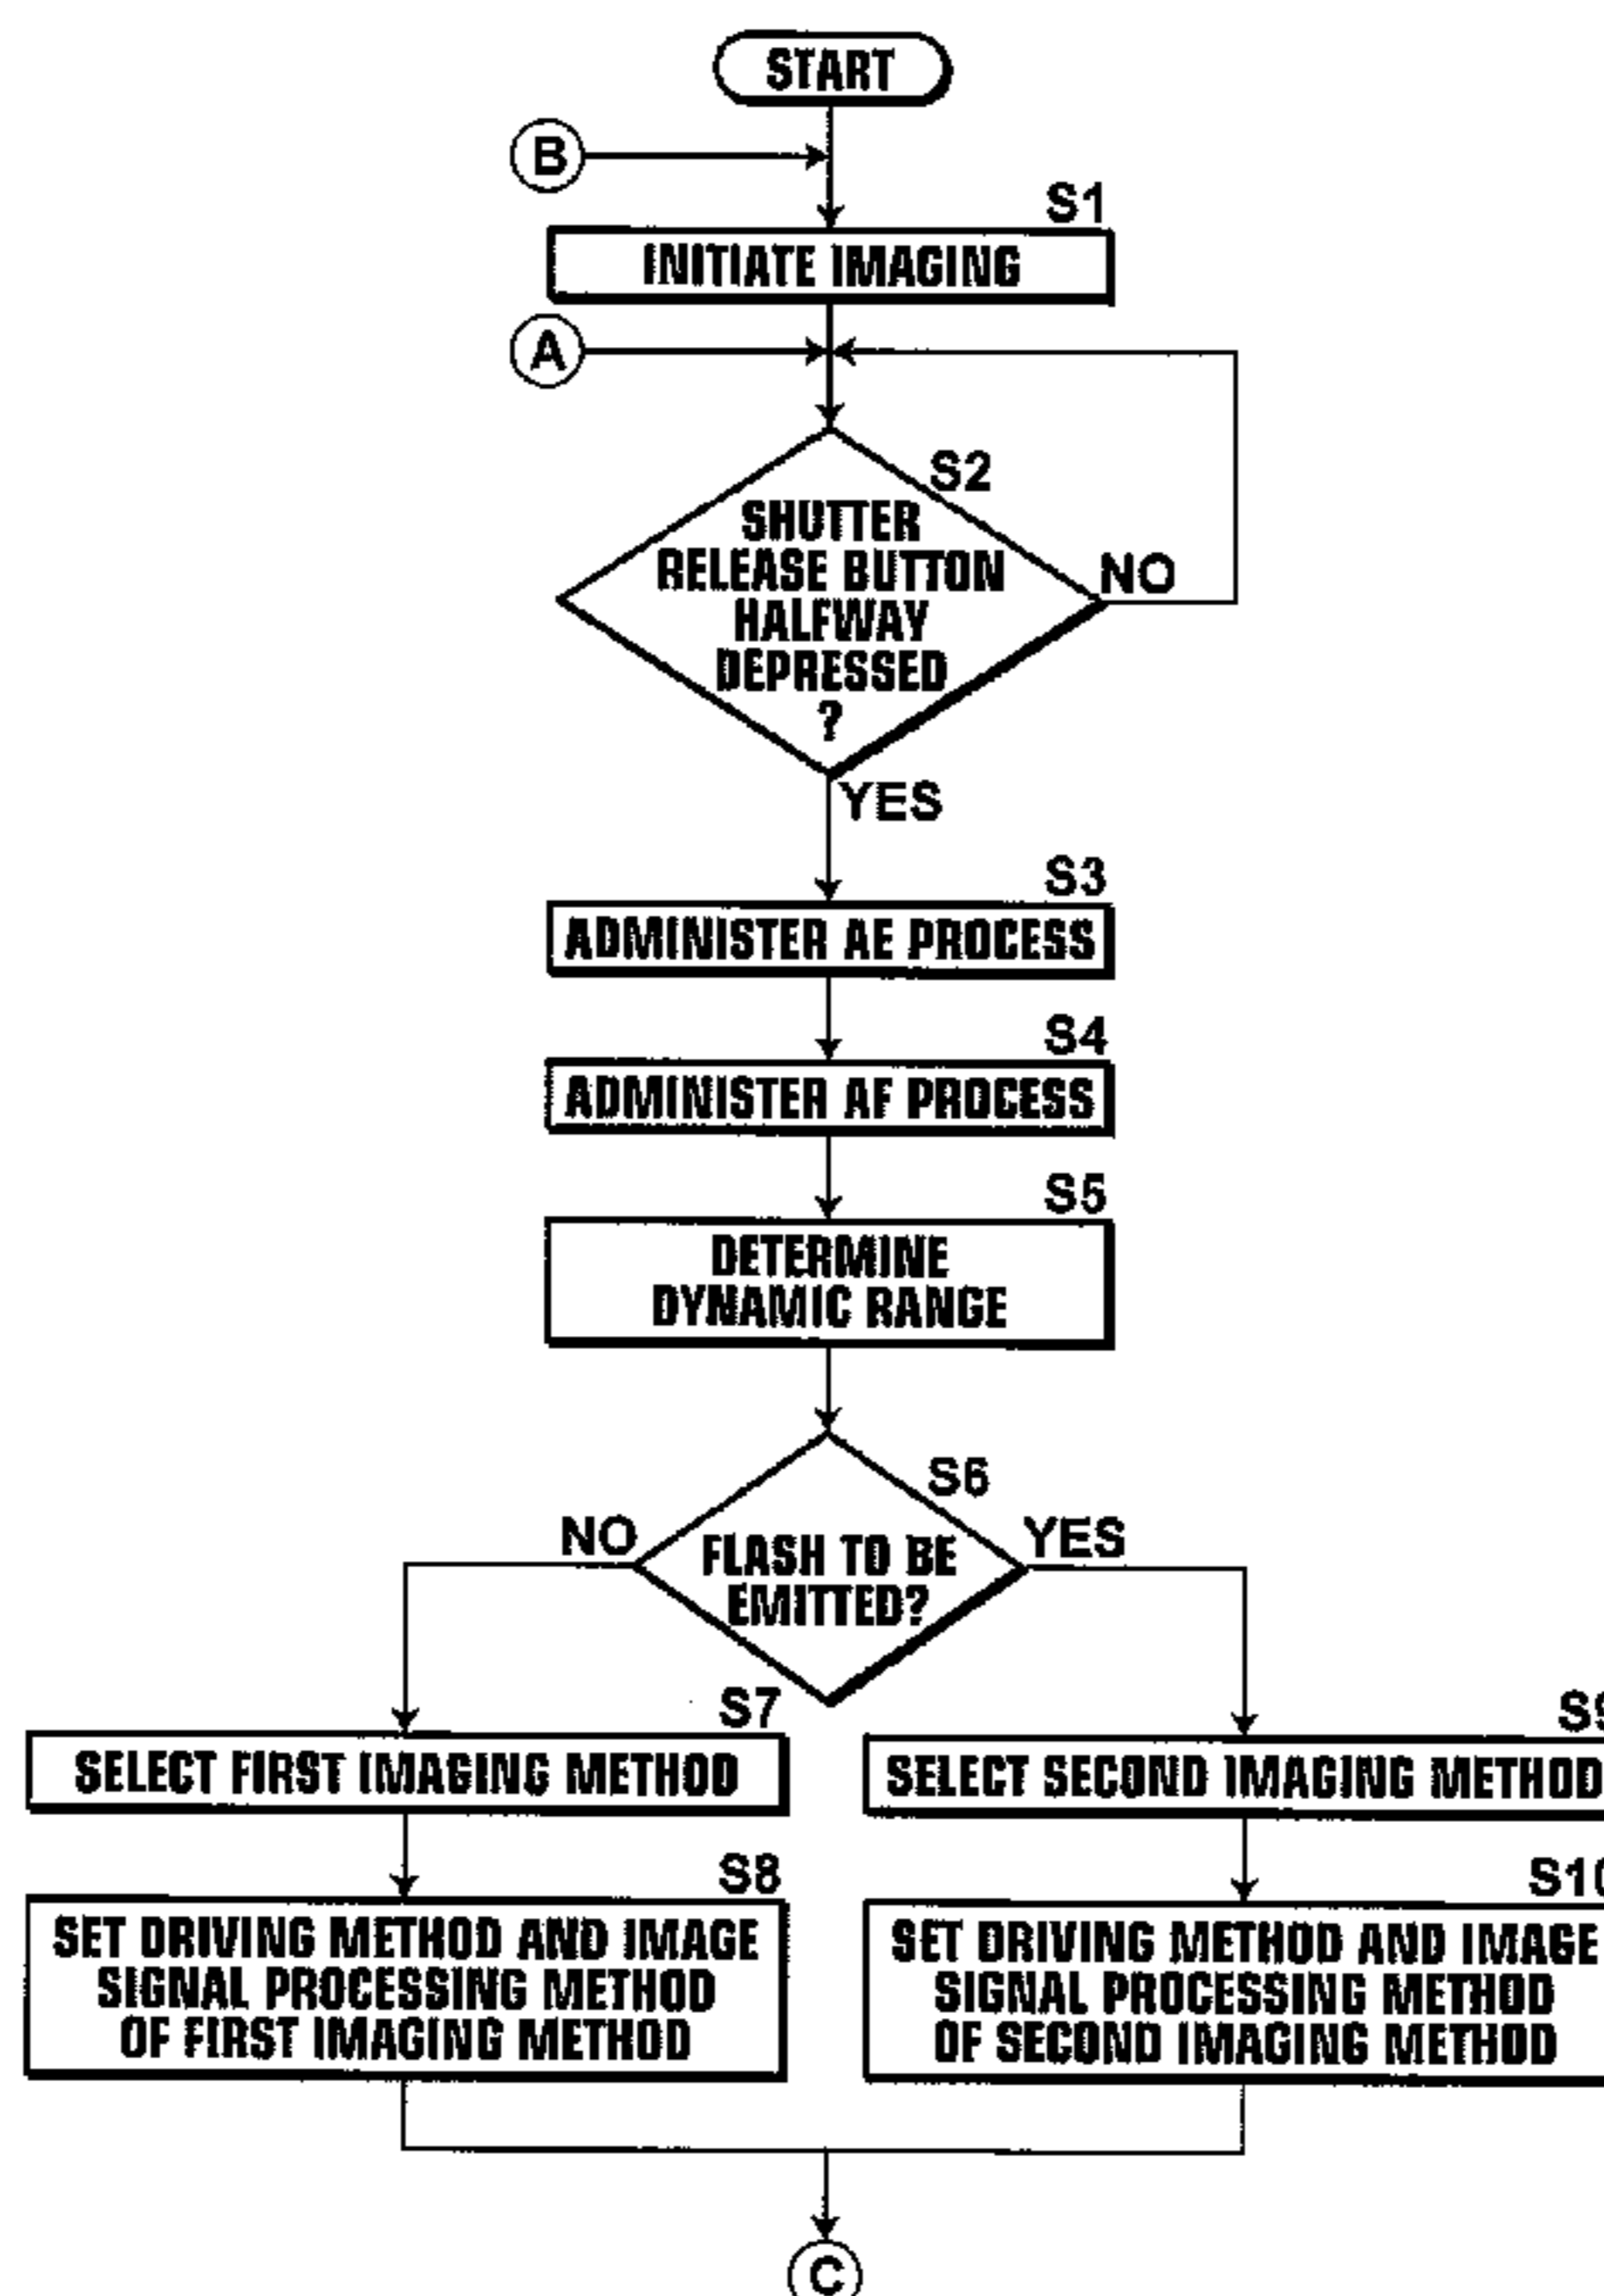 START
B
S1
INITIATE IMAGING
A
S2
SHUTTER
RELEASE BUTTON
HALFWAY
DEPRESSED
?
NO
YES
S3
ADMINISTER AE PROCESS
S4
ADMINISTER AF PROCESS
S5
DETERMINE
DYNAMIC RANGE
S6
FLASH TO BE
EMITTED?
NO
YES
S7
SELECT FIRST IMAGING METHOD
S9
SELECT SECOND IMAGING METHOD
S8
SET DRIVING METHOD AND IMAGE
SIGNAL PROCESSING METHOD
OF FIRST IMAGING METHOD
S10
SET DRIVING METHOD AND IMAGE
SIGNAL PROCESSING METHOD
OF SECOND IMAGING METHOD
C